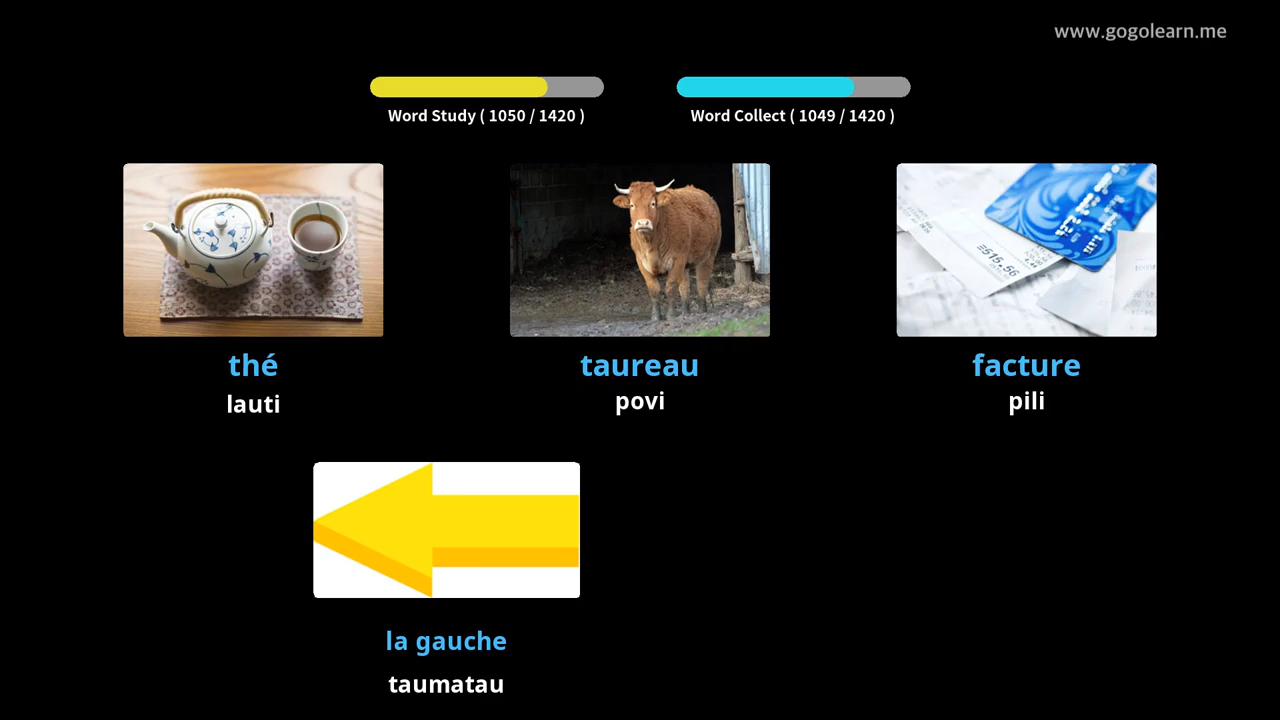 www.gogolearn.me
Word Study ( 1050 / 1420 )
Word Collect ( 1049 / 1420 )
thé
taureau
facture
lauti
povi
pili
la gauche
taumatau